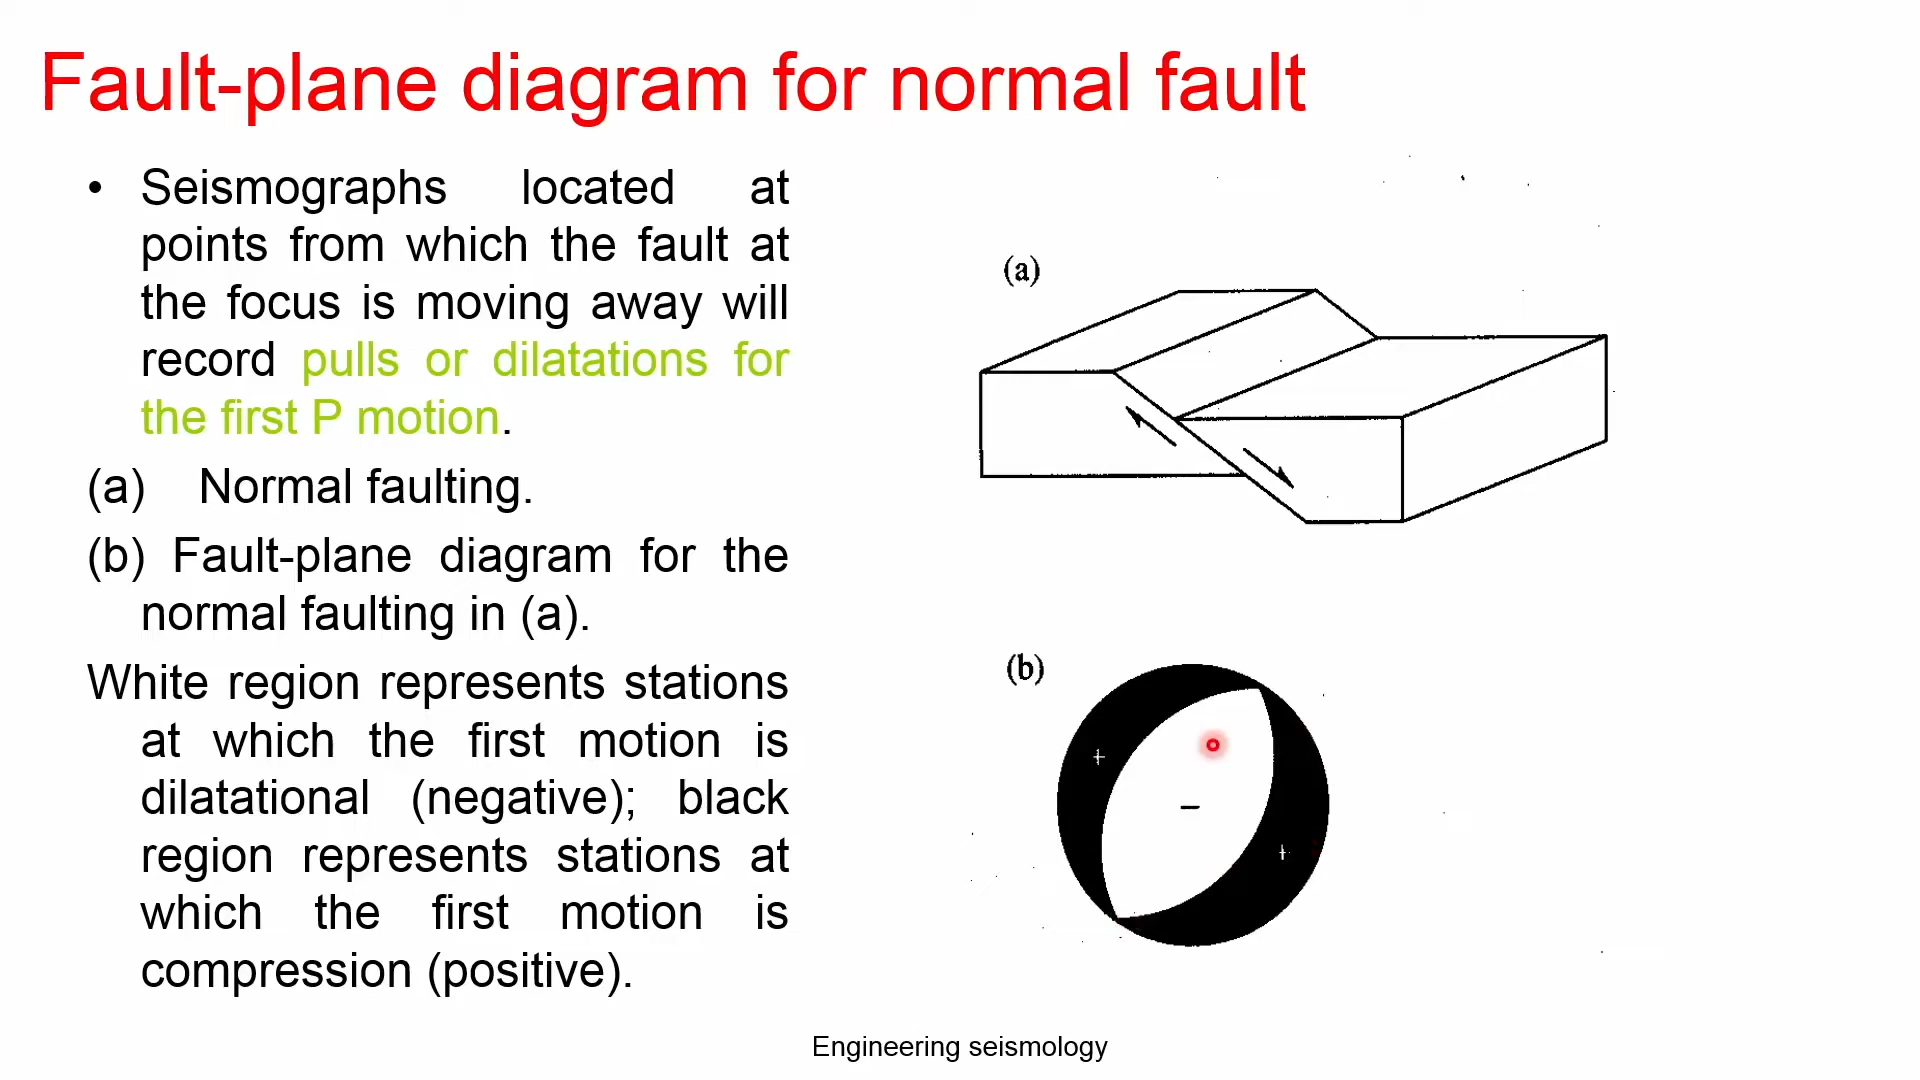 Fault-plane diagram for normal fault
• Seismographs located at
points from which the fault at
the focus is moving away will
record pulls or dilatations for
the first P motion.
(a) Normal faulting.
(b) Fault-plane diagram for the
normal faulting in (a).
White region represents stations
at which the first motion is
dilatational (negative); black
region represents stations at
which the first motion is
compression (positive).
(a)
(b)
+
–
+
Engineering seismology